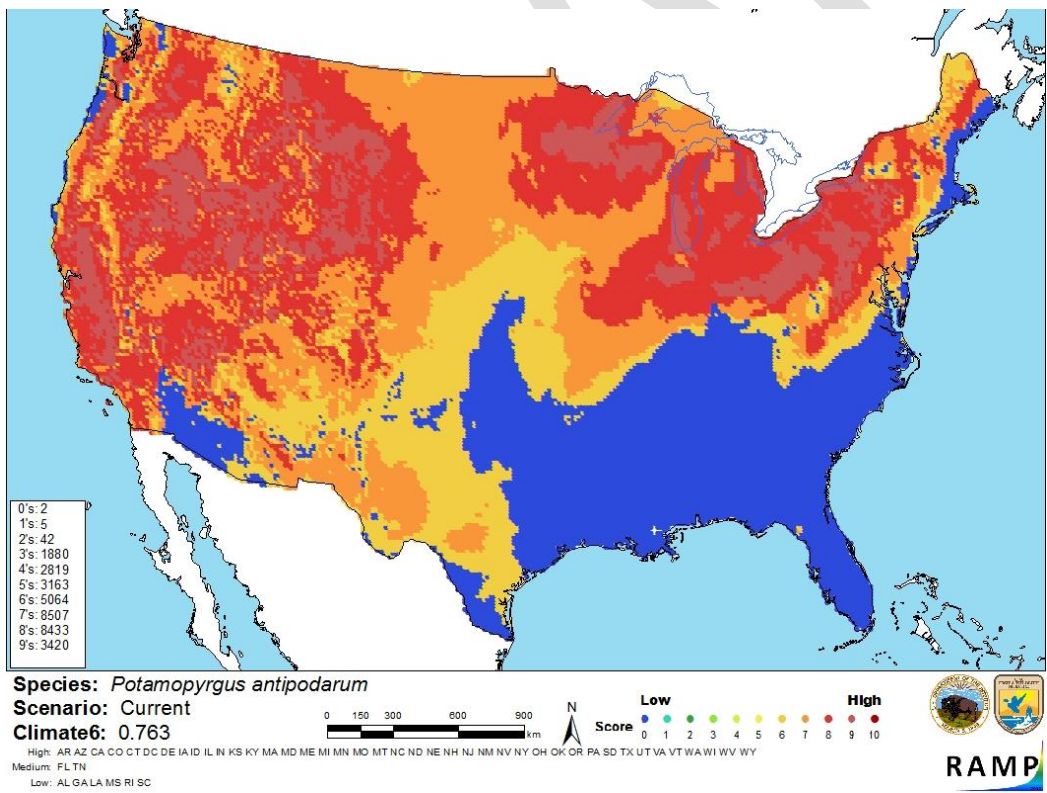 0's: 2
1's: 5
2's: 42
3's: 1880
4's: 2819
5's: 3163
6's: 5064
7's: 8507
8's: 8433
9's: 3420
Species: Potamopyrgus antipodarum
Scenario: Current
Climate6: 0.763
0 150 300 600 900
km
N
Low High
Score 0 1 2 3 4 5 6 7 8 9 10
High: AR AZ CA CO CT DC DE IA ID IL IN KS KY MA MD ME MI MN MO MT NC ND NE NH NJ NM NV NY OH OK OR PA SD TX UT VA VT WA WI WV WY
Medium: FL TN
Low: AL GA LA MS RI SC
RAMP